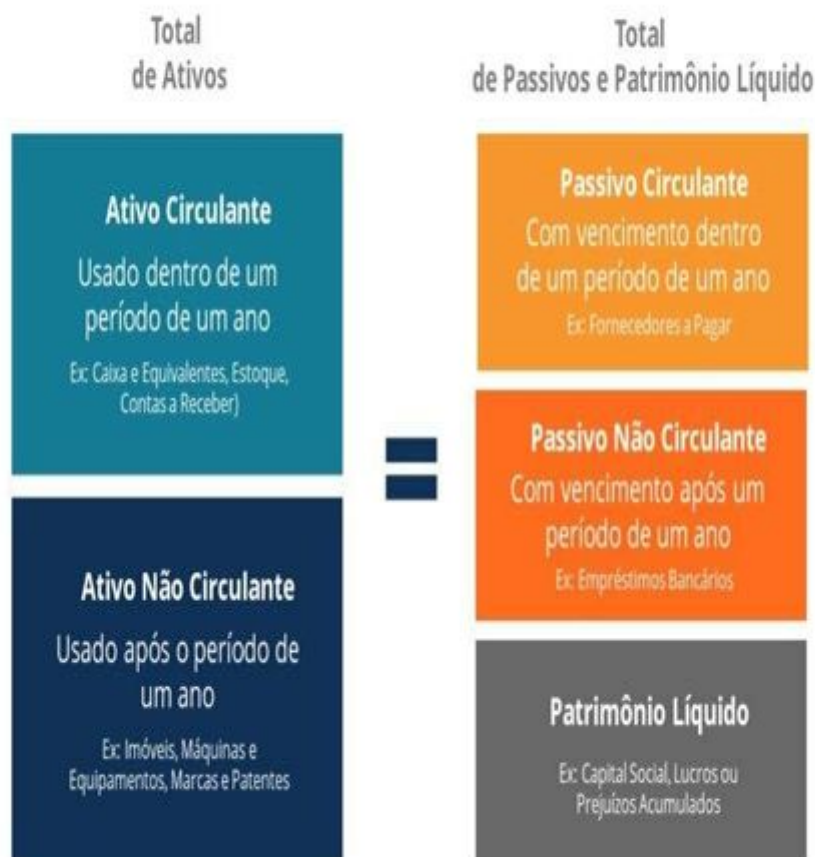 Total
de Ativos
Ativo Circulante
Usado dentro de um
período de um ano
Ex: Caixa e Equivalentes, Estoque,
Contas a Receber)
Ativo Não Circulante
Usado após o período de
um ano
Ex: Imóveis, Máquinas e
Equipamentos, Marcas e Patentes
=
Total
de Passivos e Patrimônio Líquido
Passivo Circulante
Com vencimento dentro
de um período de um ano
Ex: Fornecedores a Pagar
Passivo Não Circulante
Com vencimento após um
período de um ano
Ex: Empréstimos Bancários
Patrimônio Líquido
Ex: Capital Social, Lucros ou
Prejuízos Acumulados